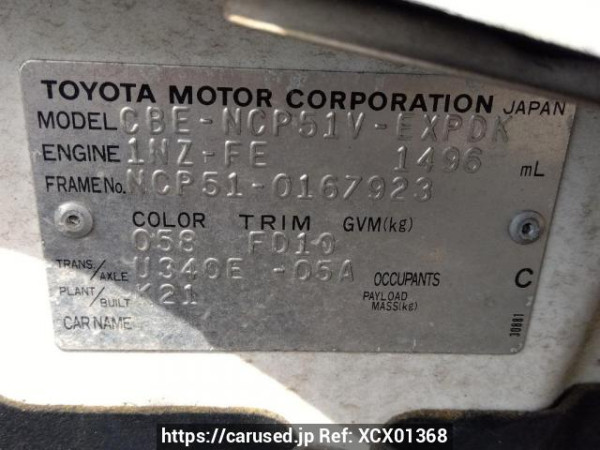 TOYOTA MOTOR CORPORATION JAPAN
MODEL CBE-NCP51V-EXPDK
ENGINE 1NZ-FE 1496 mL
FRAME No. NCP51-0167923
COLOR TRIM GVM(kg)
058 FD10
TRANS./AXLE U340E -05A OCCUPANTS C
PLANT/BUILT K21 PAYLOAD MASS(kg)
CAR NAME
30881
https://carused.jp Ref: XCX01368